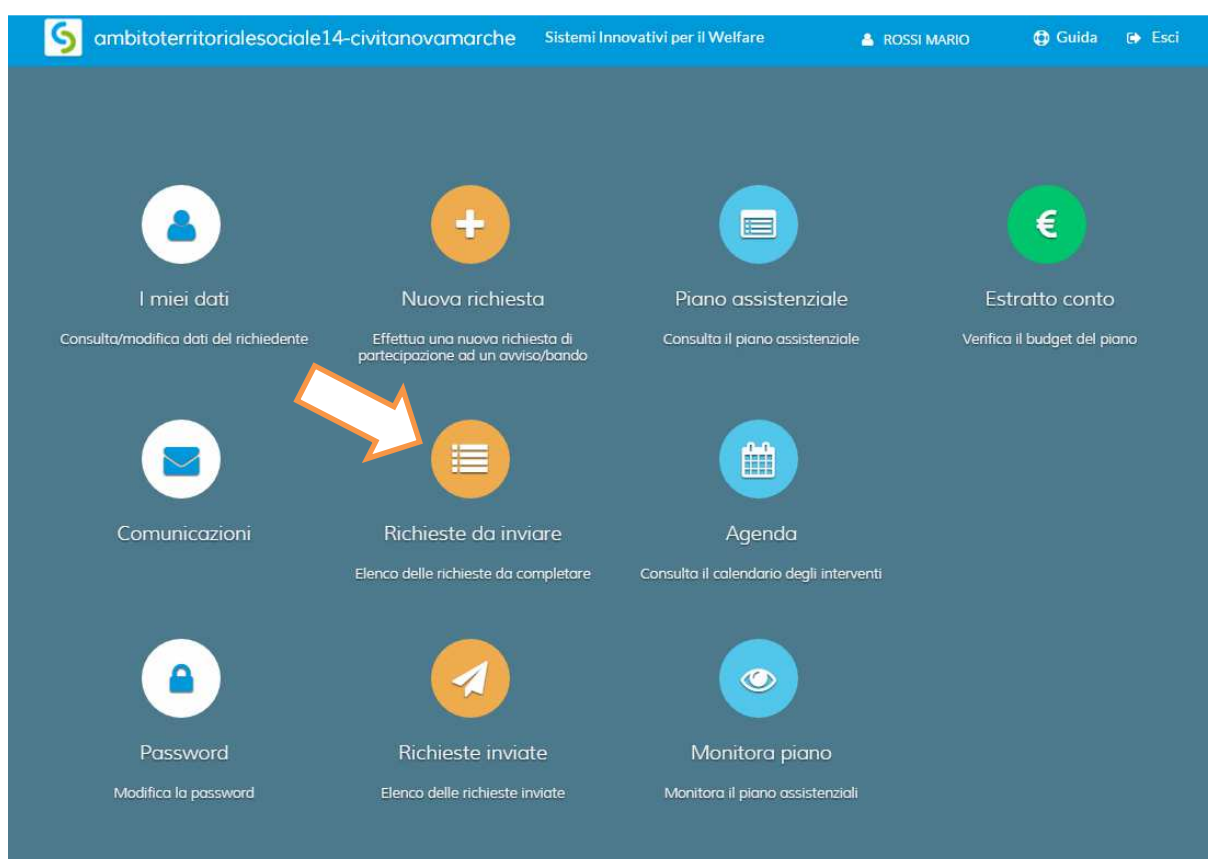 ambitoterritorialesociale14-civitanovamarche Sistemi Innovativi per il Welfare ROSSI MARIO Guida Esci
I miei dati
Consulta/modifica dati del richiedente
Nuova richiesta
Effettua una nuova richiesta di
partecipazione ad un avviso/bando
Piano assistenziale
Consulta il piano assistenziale
€
Estratto conto
Verifica il budget del piano
Comunicazioni
Richieste da inviare
Elenco delle richieste da completare
Agenda
Consulta il calendario degli interventi
Password
Modifica la password
Richieste inviate
Elenco delle richieste inviate
Monitora piano
Monitora il piano assistenziali